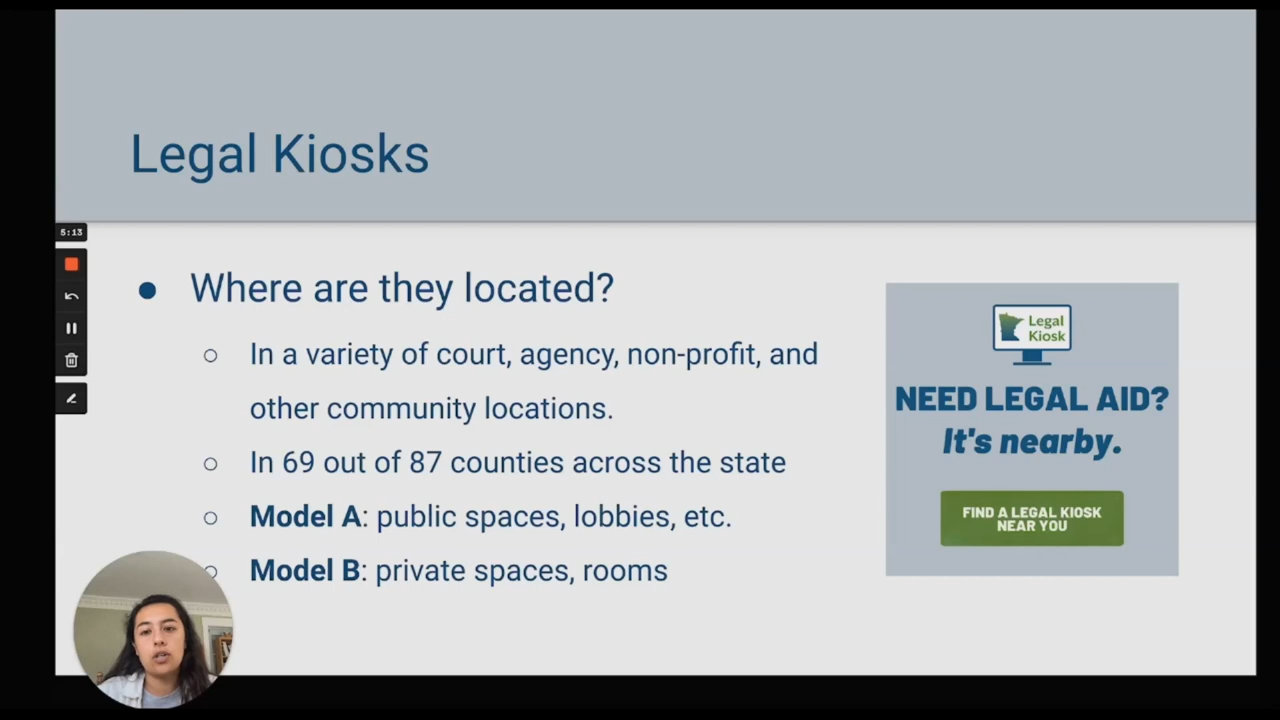 Legal Kiosks
5:13
● Where are they located?
○ In a variety of court, agency, non-profit, and
other community locations.
○ In 69 out of 87 counties across the state
○ Model A: public spaces, lobbies, etc.
○ Model B: private spaces, rooms
Legal
Kiosk
NEED LEGAL AID?
It's nearby.
FIND A LEGAL KIOSK
NEAR YOU